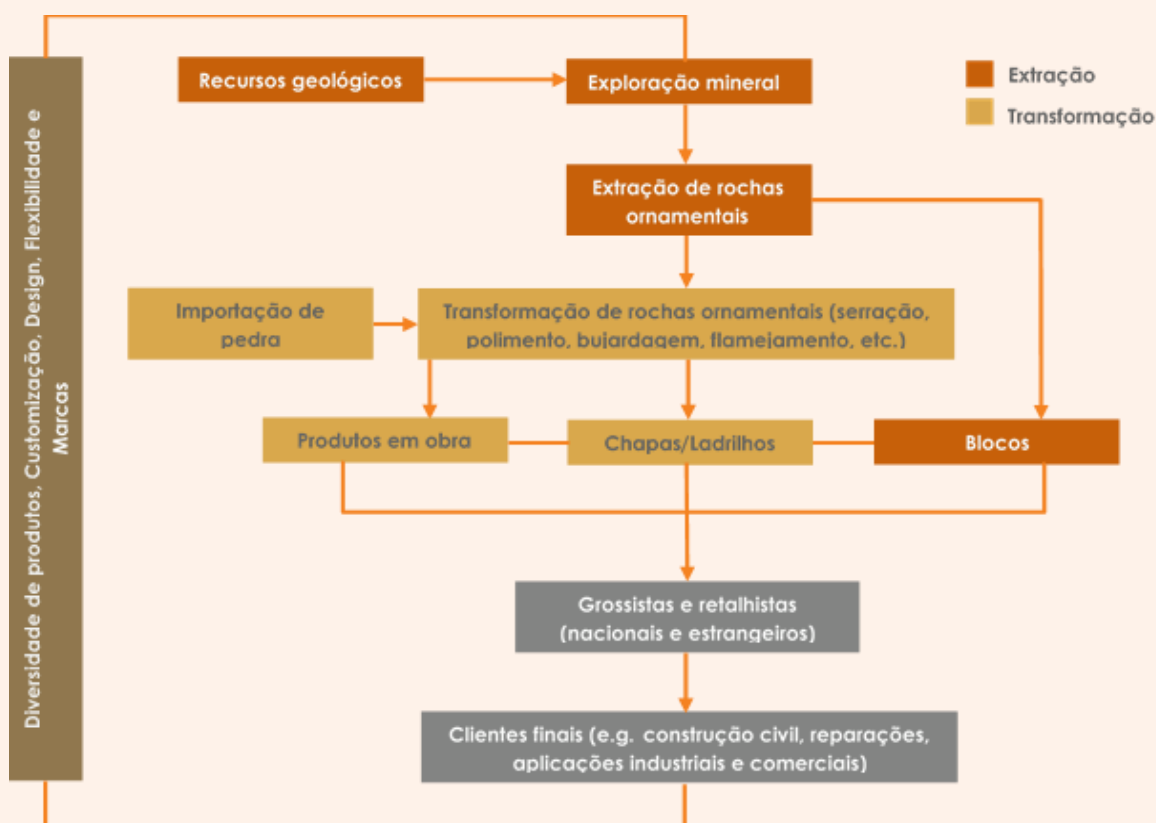 Recursos geológicos
Exploração mineral
Extração
Transformação
Extração de rochas
ornamentais
Importação de
pedra
Transformação de rochas ornamentais (serração,
polimento, bujardagem, flamejamento, etc.)
Produtos em obra
Chapas/Ladrilhos
Blocos
Grossistas e retalhistas
(nacionais e estrangeiros)
Clientes finais (e.g. construção civil, reparações,
aplicações industriais e comerciais)
Diversidade de produtos, Customização, Design, Flexibilidade e
Marcas